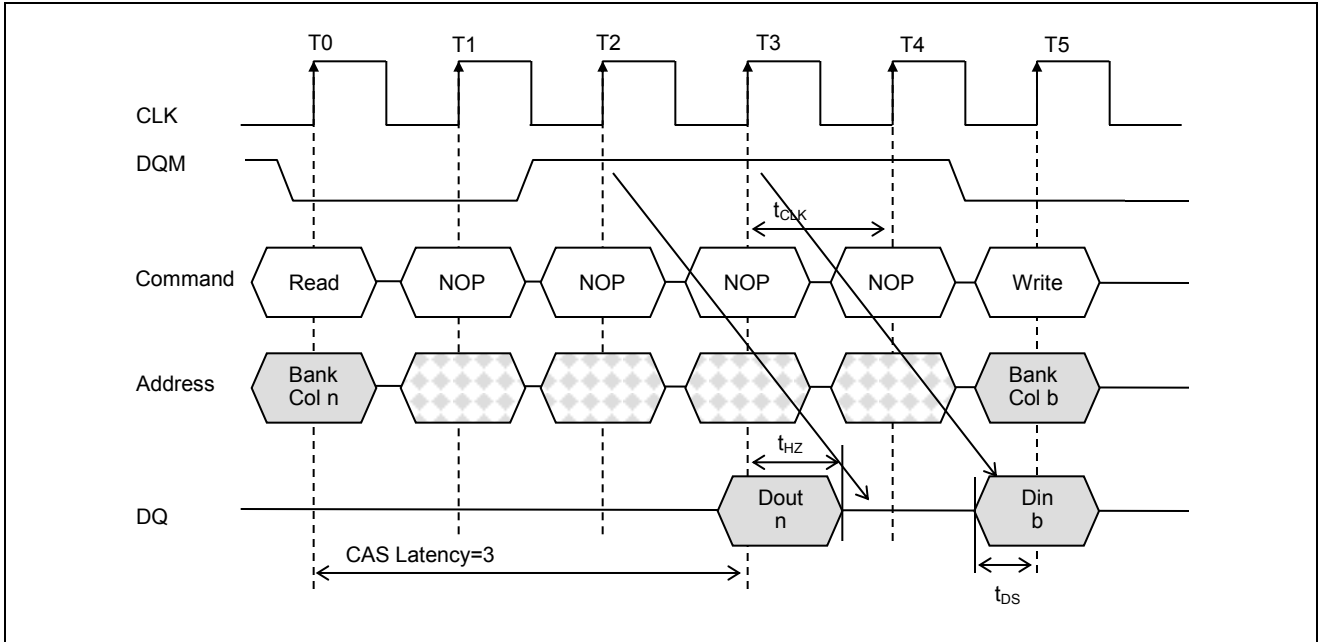 T0 T1 T2 T3 T4 T5
CLK
DQM
tCLK
Command Read NOP NOP NOP NOP Write
Address Bank Col n Bank Col b
tHZ
DQ Dout n Din b
CAS Latency=3
tDS